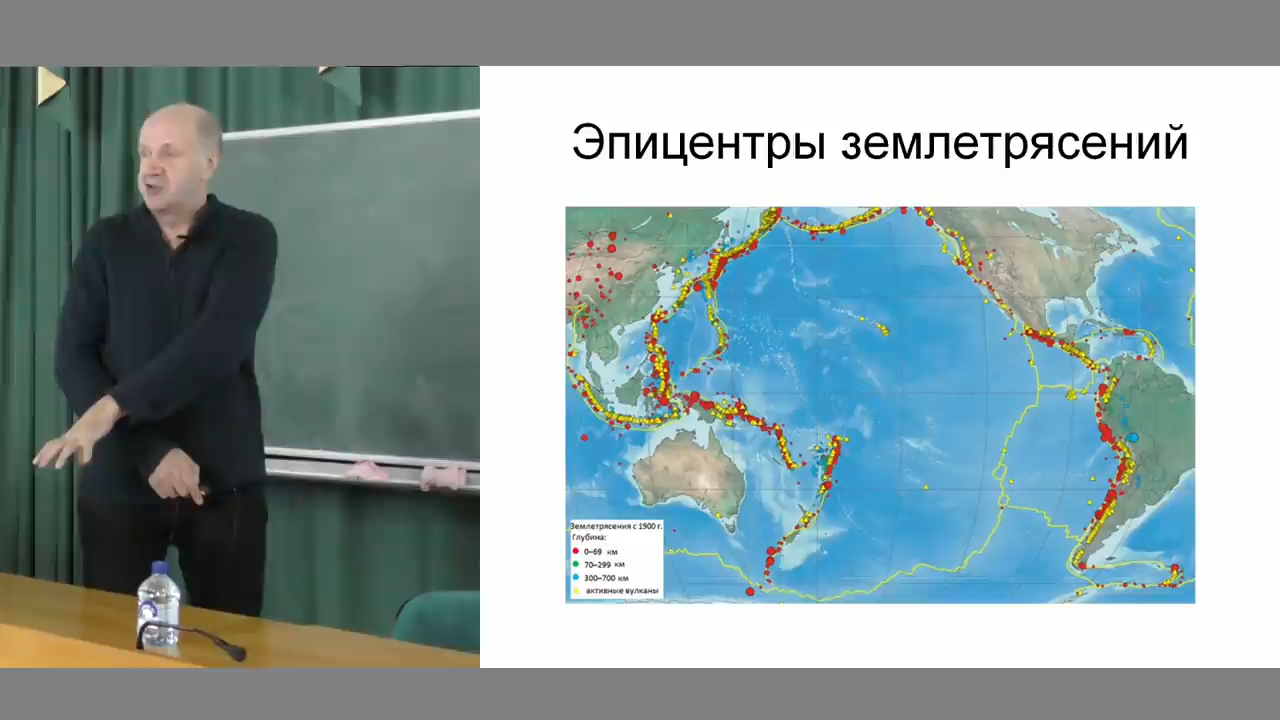 Эпицентры землетрясений
Землетрясения с 1900 г.
Глубина:
0–69 км
70–299 км
300–700 км
активные вулканы